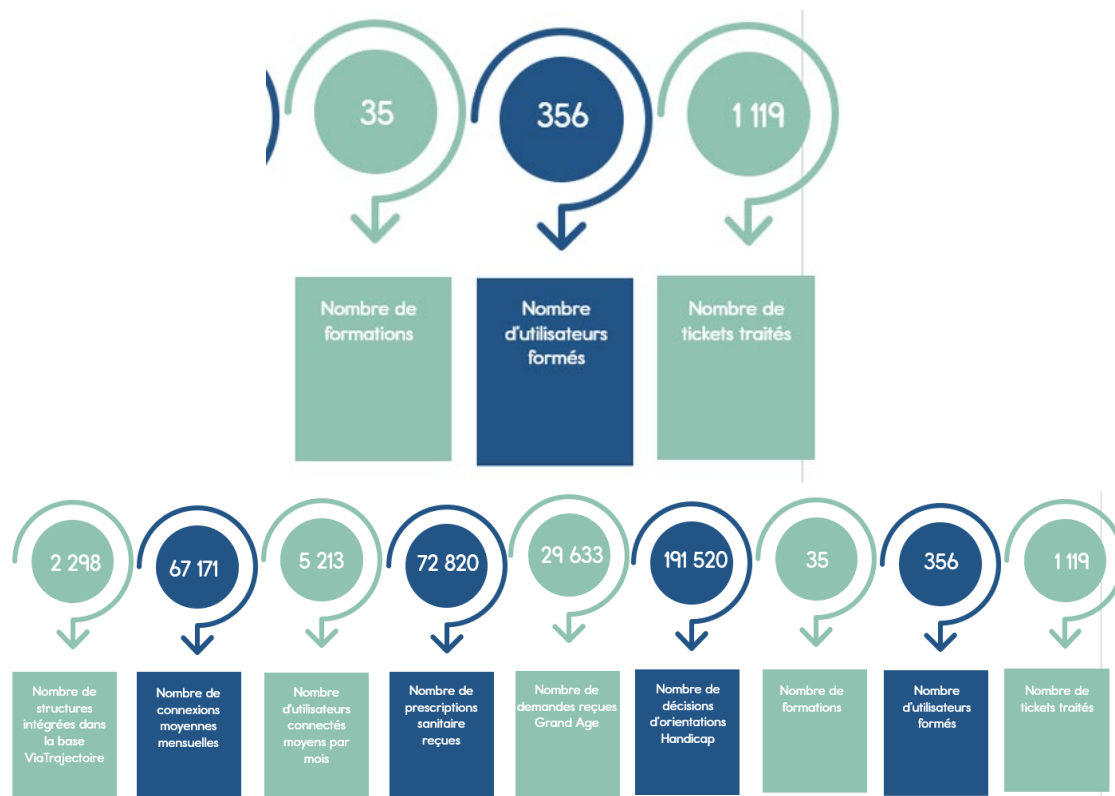 35
356
1 119
Nombre de
formations
Nombre
d'utilisateurs
formés
Nombre de
tickets traités
2 298
67 171
5 213
72 820
29 633
191 520
35
356
1 119
Nombre de
structures
intégrées dans
la base
ViaTrajectoire
Nombre de
connexions
moyennes
mensuelles
Nombre
d'utilisateurs
connectés
moyens par
mois
Nombre de
prescriptions
sanitaire
reçues
Nombre de
demandes reçues
Grand Age
Nombre de
décisions
d'orientations
Handicap
Nombre de
formations
Nombre
d'utilisateurs
formés
Nombre de
tickets traités